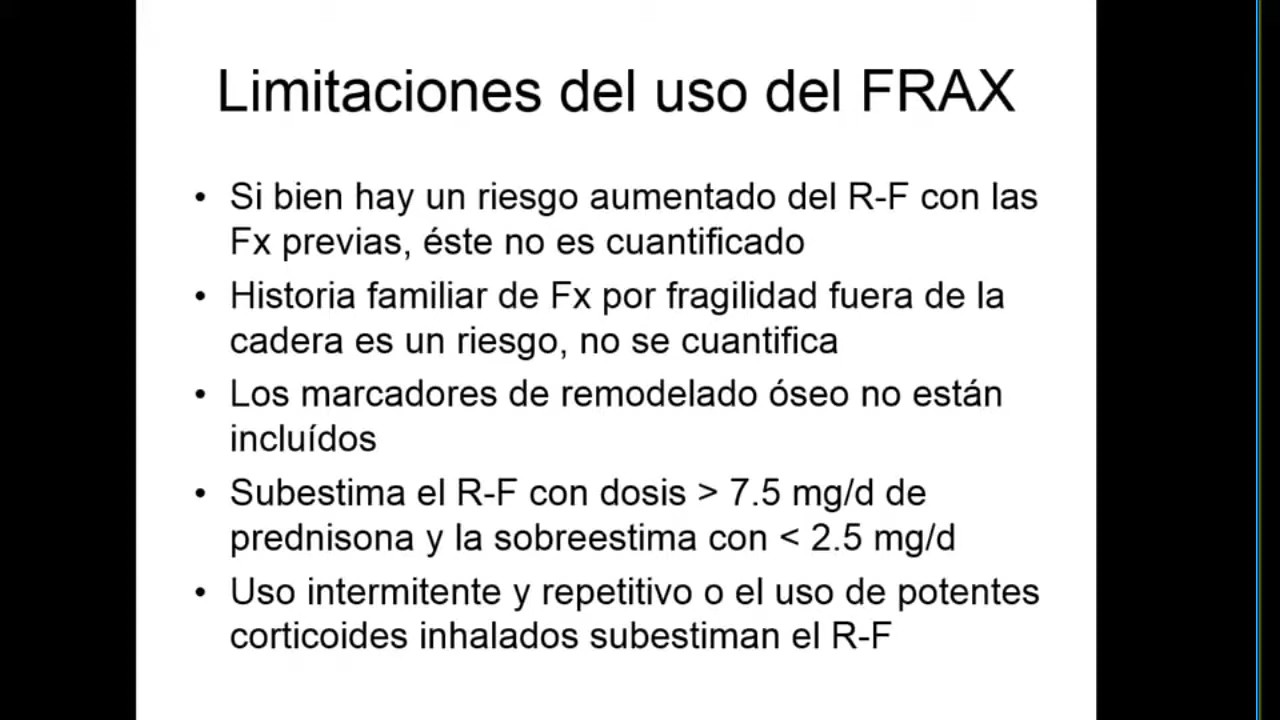 Limitaciones del uso del FRAX
• Si bien hay un riesgo aumentado del R-F con las
Fx previas, éste no es cuantificado
• Historia familiar de Fx por fragilidad fuera de la
cadera es un riesgo, no se cuantifica
• Los marcadores de remodelado óseo no están
incluídos
• Subestima el R-F con dosis > 7.5 mg/d de
prednisona y la sobreestima con < 2.5 mg/d
• Uso intermitente y repetitivo o el uso de potentes
corticoides inhalados subestiman el R-F